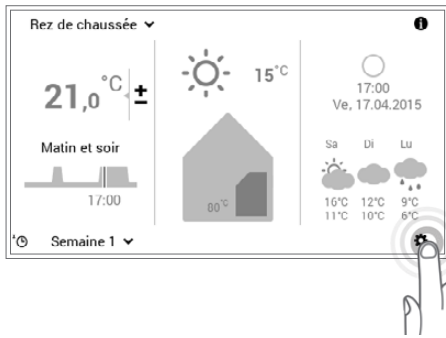 Rez de chaussée
21,0 °C ±
Matin et soir
17:00
15°C
80°C
17:00
Ve, 17.04.2015
Sa Di Lu
16°C 12°C 9°C
11°C 10°C 6°C
Semaine 1